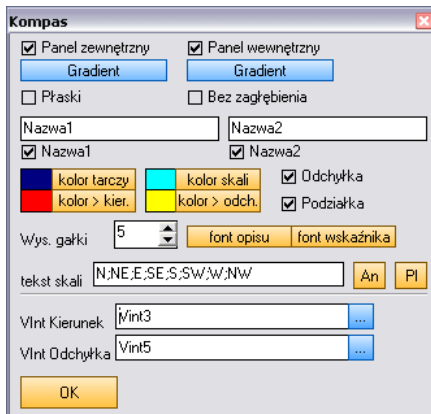 Kompas
Panel zewnętrzny Panel wewnętrzny
Gradient Gradient
Płaski Bez zagłębienia
Nazwa1 Nazwa2
Nazwa1 Nazwa2
kolor tarczy kolor skali Odchyłka
kolor > kier. kolor > odch. Podziałka
Wys. gałki 5 font opisu font wskaźnika
tekst skali N;NE;E;SE;S;SW;W;NW An Pl
VInt Kierunek Vint3 ...
VInt Odchyłka Vint5 ...
OK